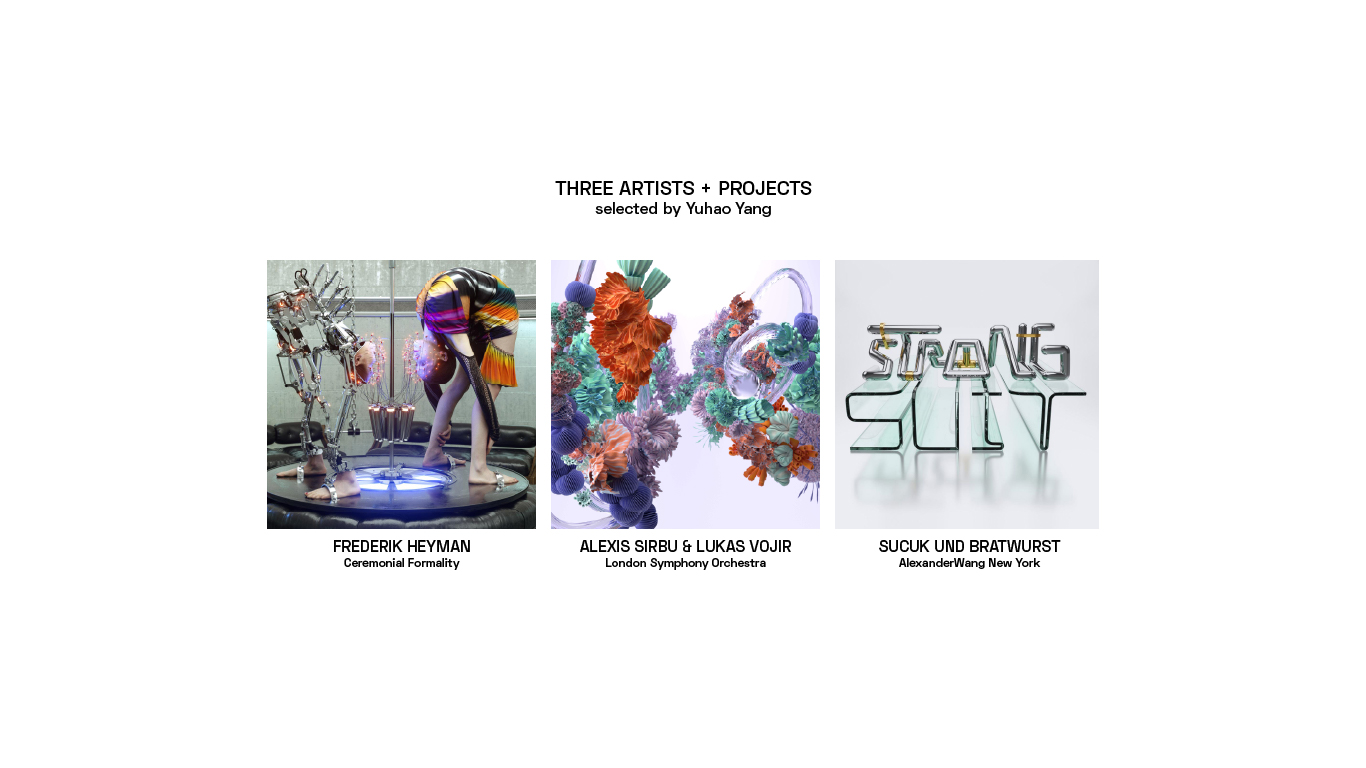 THREE ARTISTS + PROJECTS
selected by Yuhao Yang
STRONG
SUIT
FREDERIK HEYMAN
Ceremonial Formality
ALEXIS SIRBU & LUKAS VOJIR
London Symphony Orchestra
SUCUK UND BRATWURST
AlexanderWang New York